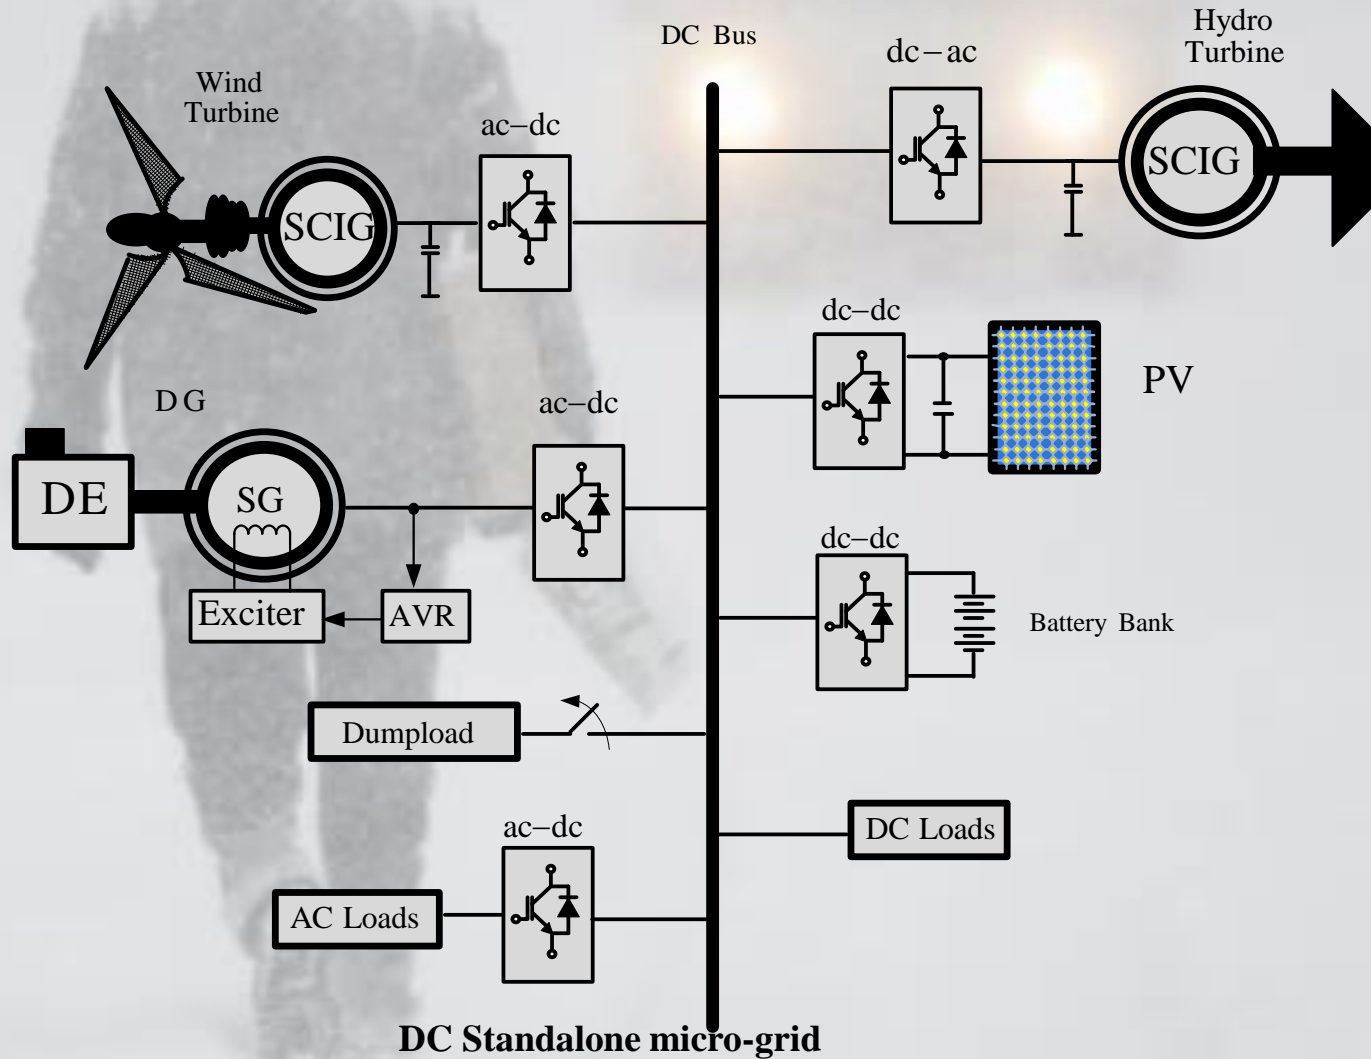 DC Bus
Hydro
Turbine
dc–ac
Wind
Turbine
ac–dc
SCIG
SCIG
dc–dc
PV
DG
ac–dc
DE
SG
dc–dc
Exciter
AVR
Battery Bank
Dumpload
DC Loads
ac–dc
AC Loads
DC Standalone micro-grid